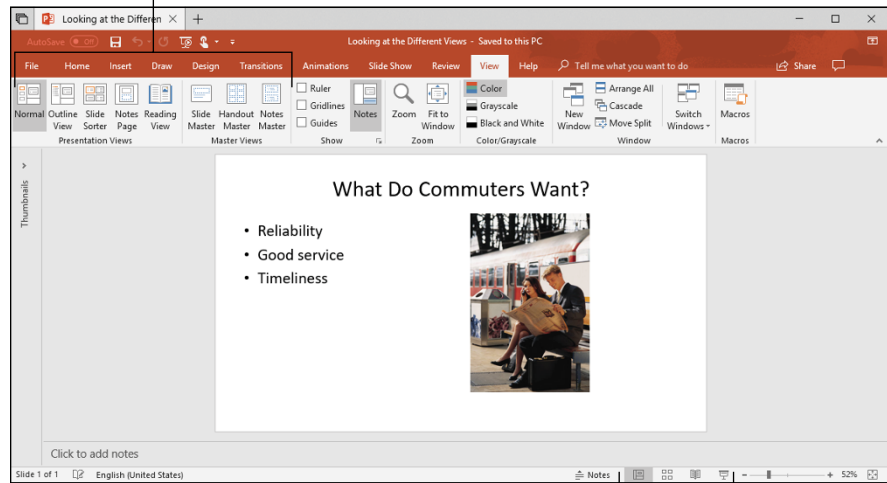 Looking at the Differen
AutoSave Off Looking at the Different Views - Saved to this PC
File Home Insert Draw Design Transitions Animations Slide Show Review View Help Tell me what you want to do Share
Normal Outline View Slide Sorter Notes Page Reading View Slide Master Handout Master Notes Master Ruler Gridlines Guides Notes Zoom Fit to Window Color Grayscale Black and White New Window Arrange All Cascade Move Split Switch Windows Macros
Presentation Views Master Views Show Zoom Color/Grayscale Window Macros
Thumbnails
What Do Commuters Want?
• Reliability
• Good service
• Timeliness
Click to add notes
Slide 1 of 1 English (United States) Notes 52%